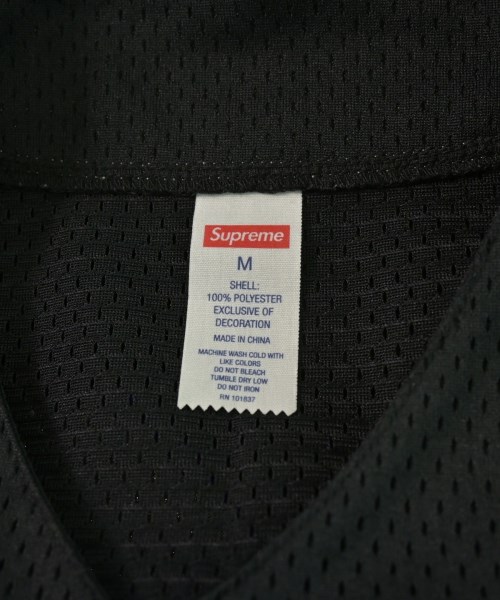 Supreme
M
SHELL:
100% POLYESTER
EXCLUSIVE OF
DECORATION
MADE IN CHINA
MACHINE WASH COLD WITH
LIKE COLORS
DO NOT BLEACH
TUMBLE DRY LOW
DO NOT IRON
RN 101837